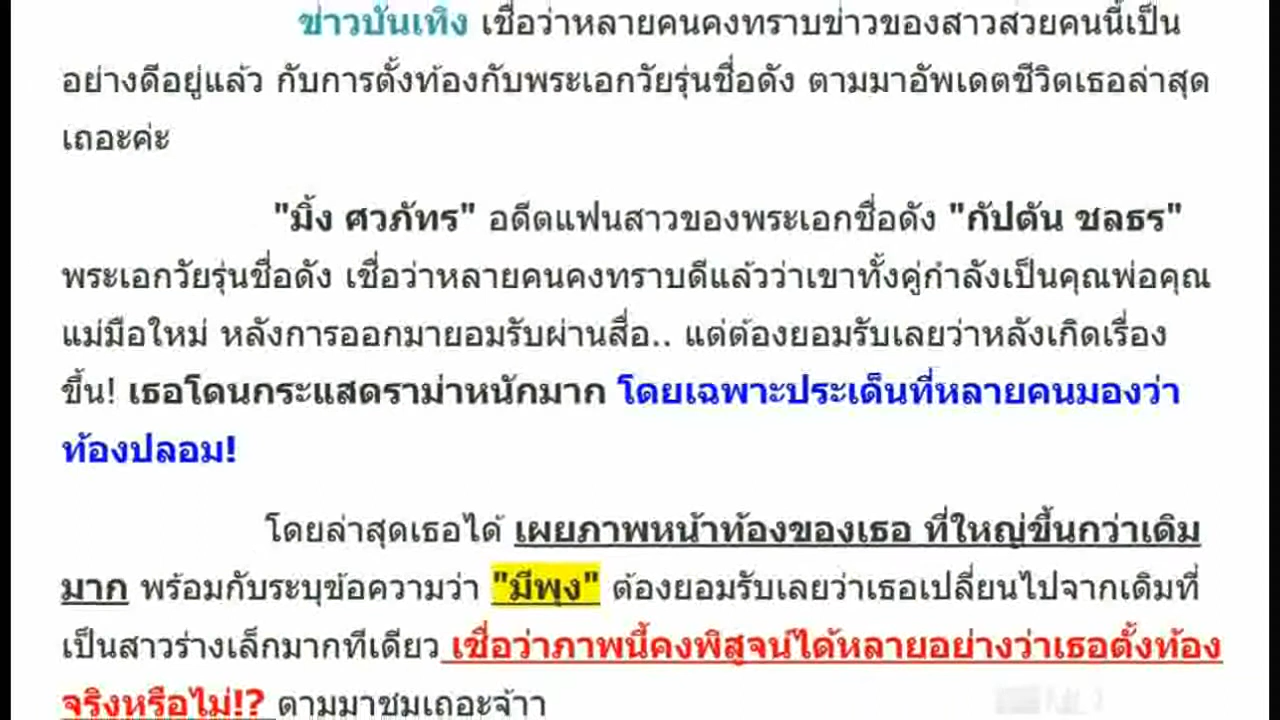 ข่าวบันเทิง เชื่อว่าหลายคนคงทราบข่าวของสาวสวยคนนี้เป็น
อย่างดีอยู่แล้ว กับการตั้งท้องกับพระเอกวัยรุ่นชื่อดัง ตามมาอัพเดตชีวิตเธอล่าสุด
เถอะค่ะ
"มิ้ง ศวภัทร" อดีตแฟนสาวของพระเอกชื่อดัง "กัปตัน ชลธร"
พระเอกวัยรุ่นชื่อดัง เชื่อว่าหลายคนคงทราบดีแล้วว่าเขาทั้งคู่กำลังเป็นคุณพ่อคุณ
แม่มือใหม่ หลังการออกมายอมรับผ่านสื่อ.. แต่ต้องยอมรับเลยว่าหลังเกิดเรื่อง
ขึ้น! เธอโดนกระแสดราม่าหนักมาก โดยเฉพาะประเด็นที่หลายคนมองว่า
ท้องปลอม!
โดยล่าสุดเธอได้ เผยภาพหน้าท้องของเธอ ที่ใหญ่ขึ้นกว่าเดิม
มาก พร้อมกับระบุข้อความว่า "มีพุง" ต้องยอมรับเลยว่าเธอเปลี่ยนไปจากเดิมที่
เป็นสาวร่างเล็กมากทีเดียว เชื่อว่าภาพนี้คงพิสูจน์ได้หลายอย่างว่าเธอตั้งท้อง
จริงหรือไม่!? ตามมาชมเถอะจ้าา